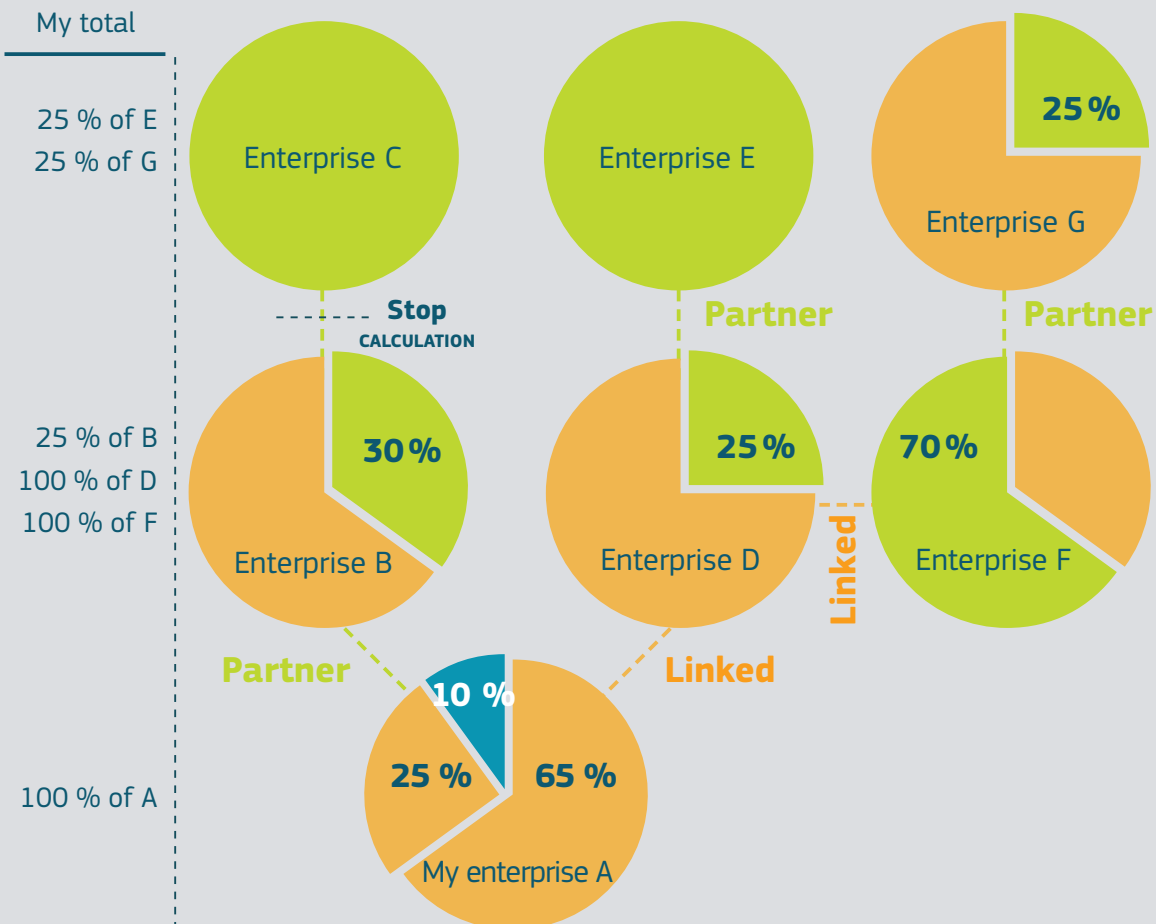 My total
25 % of E
25 % of G
Enterprise C
Enterprise E
25 %
Enterprise G
Stop
CALCULATION
Partner
Partner
25 % of B
100 % of D
100 % of F
30 %
Enterprise B
25 %
Enterprise D
Linked
70 %
Enterprise F
Partner
Linked
100 % of A
10 %
25 %
65 %
My enterprise A